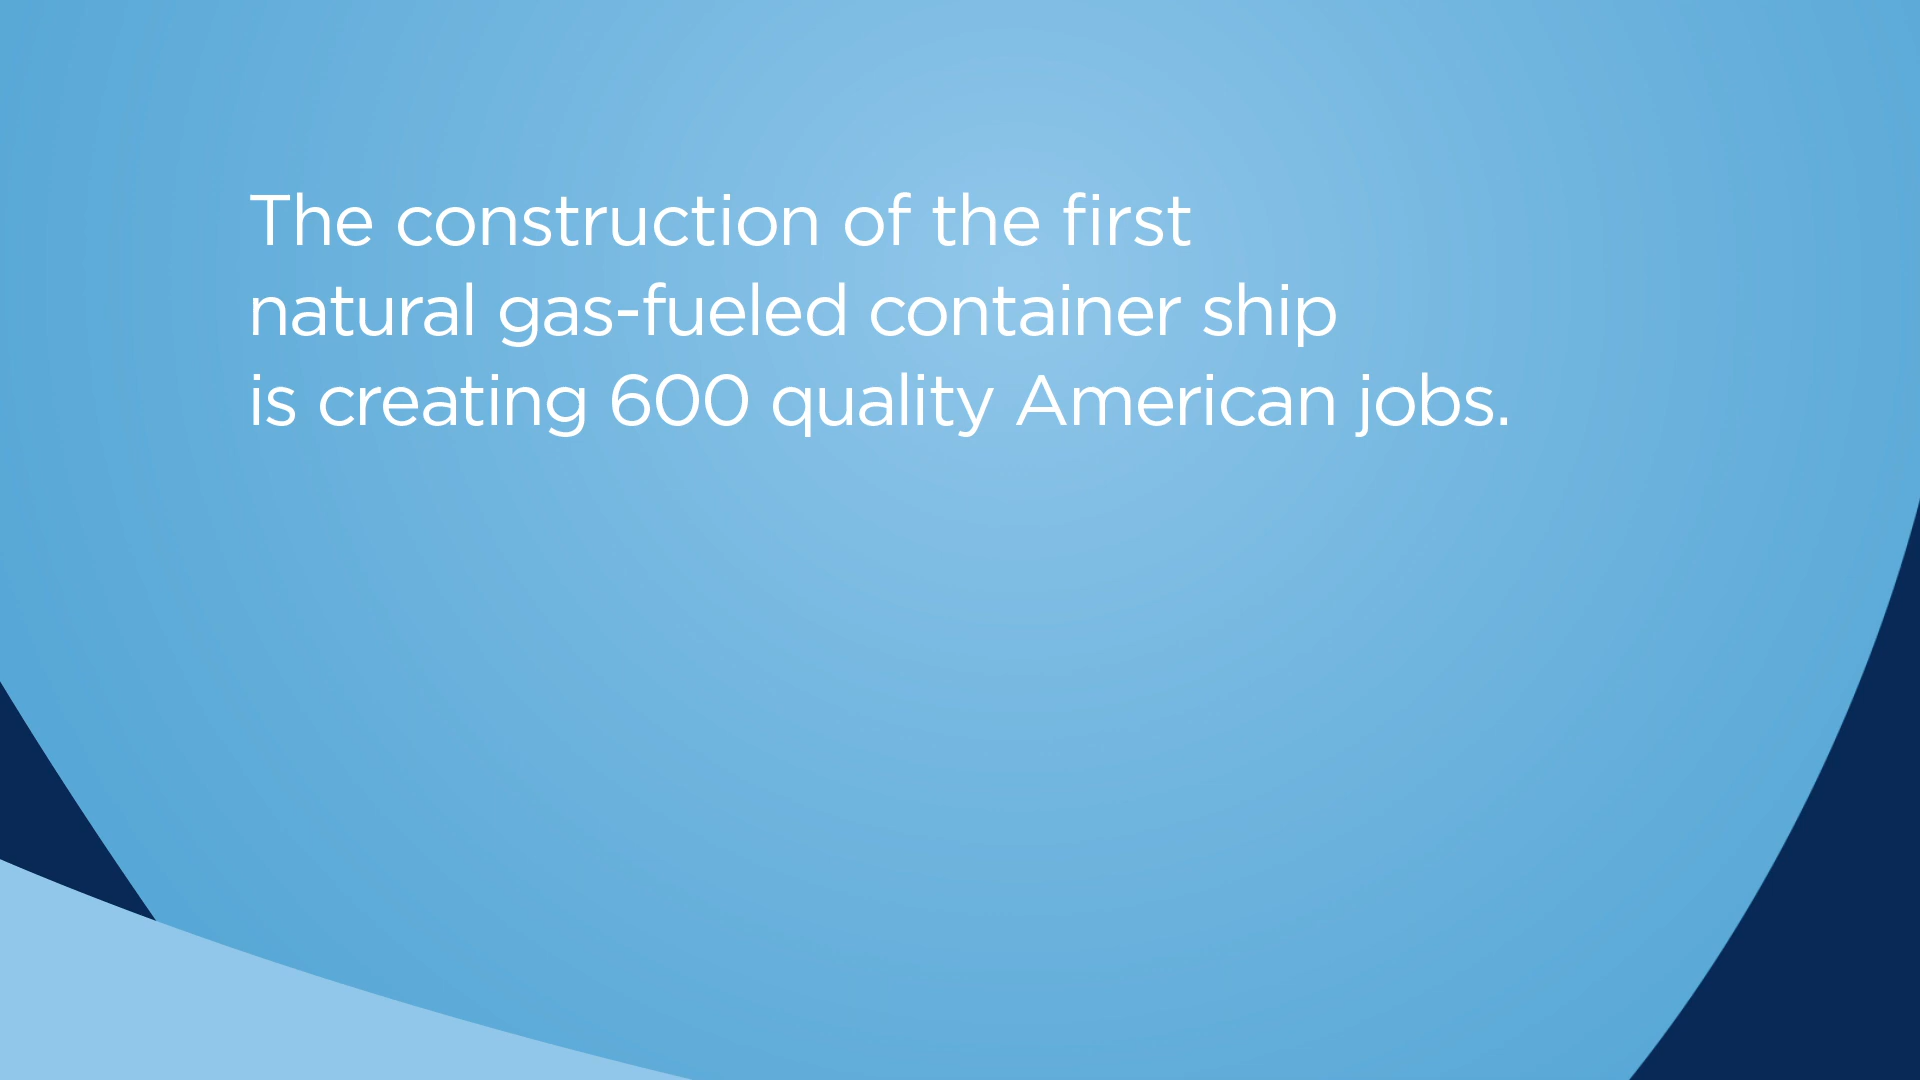 The construction of the first
natural gas-fueled container ship
is creating 600 quality American jobs.